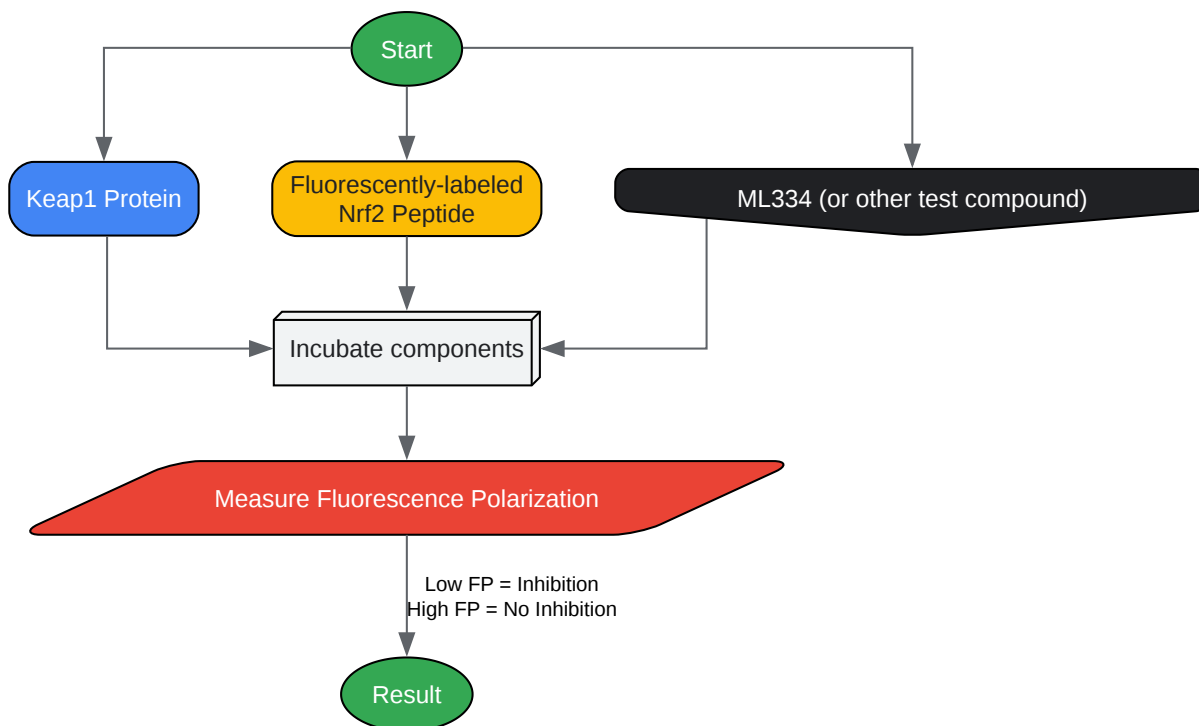 Start
Keap1 Protein
Fluorescently-labeled
Nrf2 Peptide
ML334 (or other test compound)
Incubate components
Measure Fluorescence Polarization
Low FP = Inhibition
High FP = No Inhibition
Result